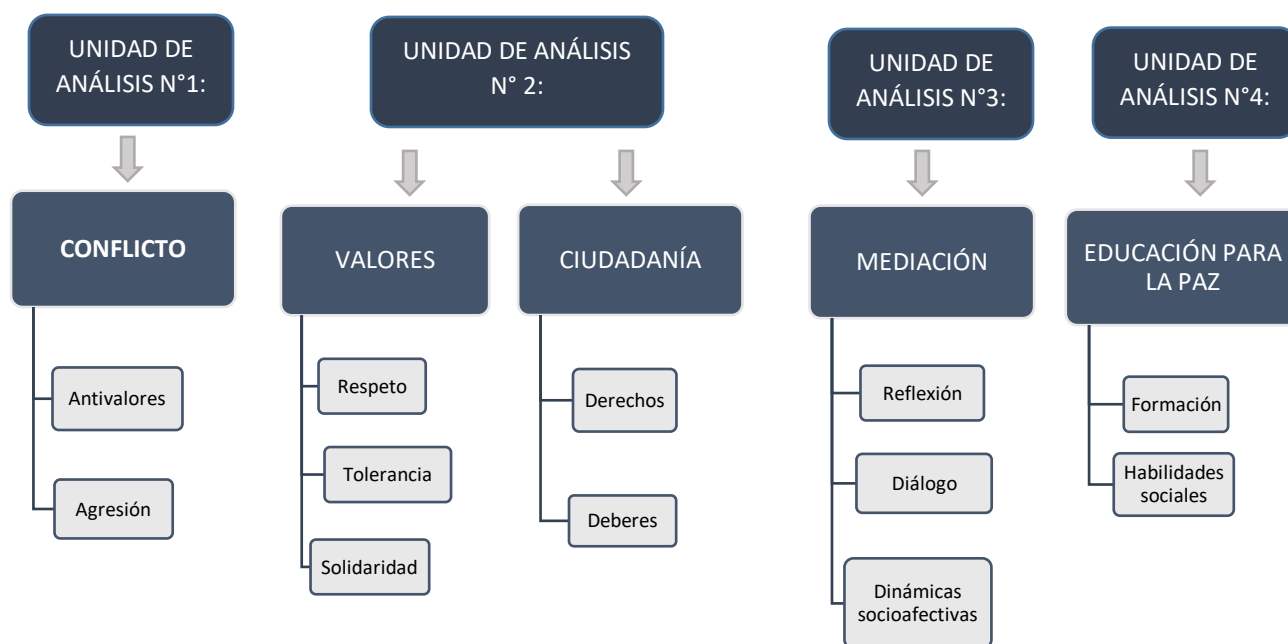 UNIDAD DE
ANÁLISIS N°1:
UNIDAD DE ANÁLISIS
N° 2:
UNIDAD DE
ANÁLISIS N°3:
UNIDAD DE
ANÁLISIS N°4:
CONFLICTO
VALORES
CIUDADANÍA
MEDIACIÓN
EDUCACIÓN PARA
LA PAZ
Antivalores
Agresión
Respeto
Tolerancia
Solidaridad
Derechos
Deberes
Reflexión
Diálogo
Dinámicas
socioafectivas
Formación
Habilidades
sociales